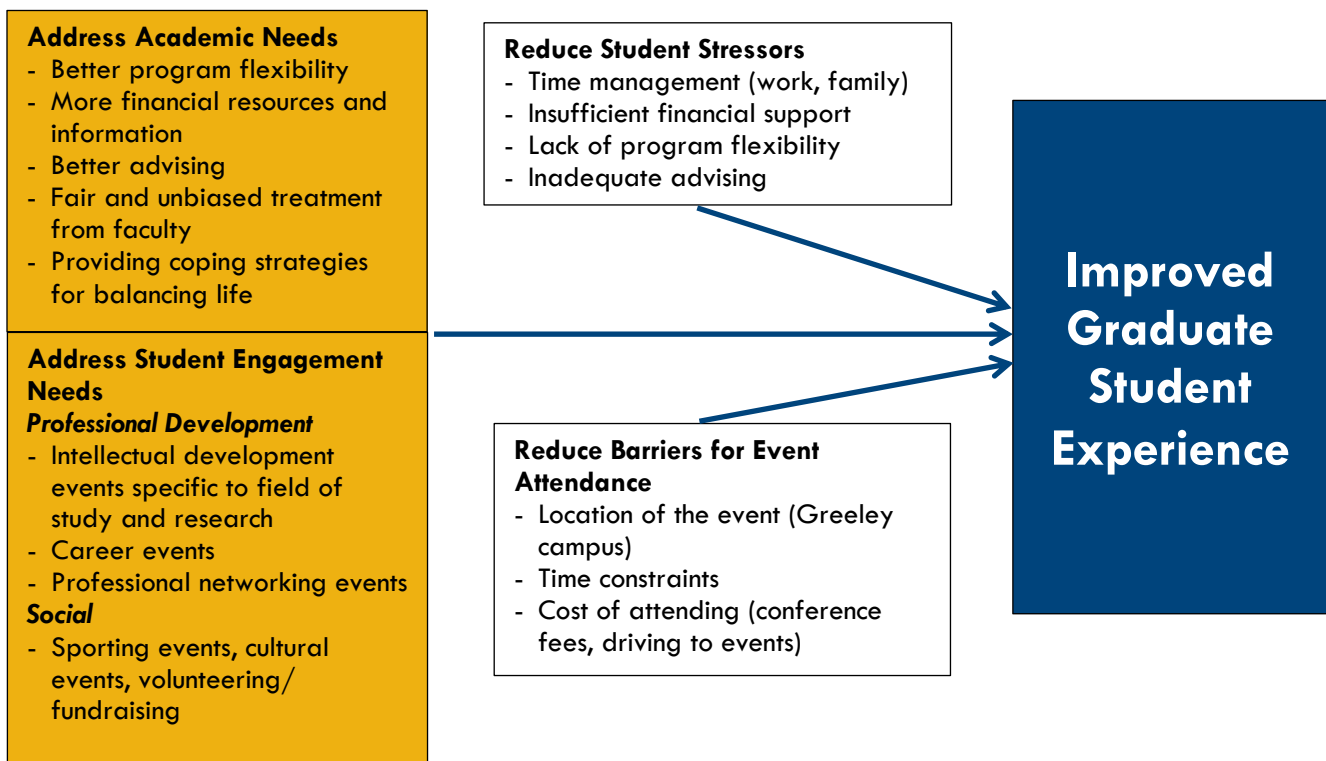 Address Academic Needs
- Better program flexibility
- More financial resources and
information
- Better advising
- Fair and unbiased treatment
from faculty
- Providing coping strategies
for balancing life
Address Student Engagement
Needs
Professional Development
- Intellectual development
events specific to field of
study and research
- Career events
- Professional networking events
Social
- Sporting events, cultural
events, volunteering/
fundraising
Reduce Student Stressors
- Time management (work, family)
- Insufficient financial support
- Lack of program flexibility
- Inadequate advising
Reduce Barriers for Event
Attendance
- Location of the event (Greeley
campus)
- Time constraints
- Cost of attending (conference
fees, driving to events)
Improved
Graduate
Student
Experience